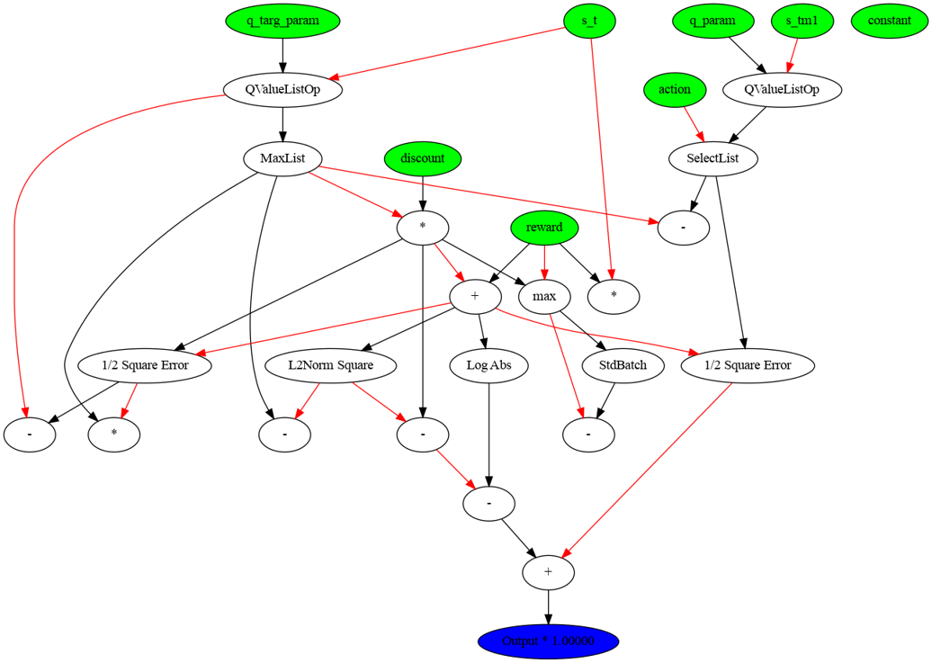 q_targ_param
s_t
q_param
s_tm1
constant
QValueListOp
action
QValueListOp
MaxList
discount
SelectList
*
reward
-
+
max
*
1/2 Square Error
L2Norm Square
Log Abs
StdBatch
1/2 Square Error
-
*
-
-
-
-
+
Output * 1.00000